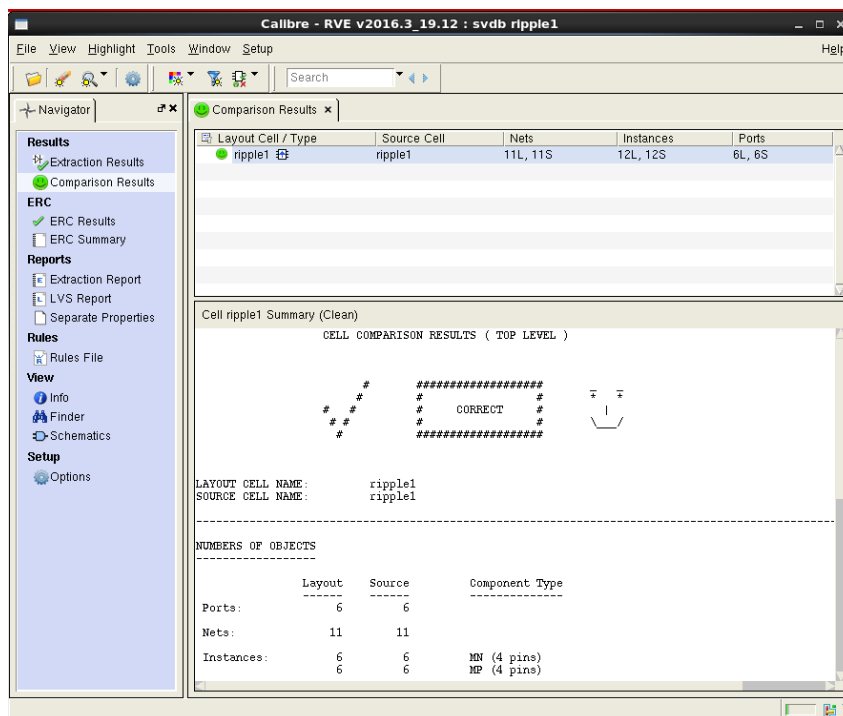 Calibre - RVE v2016.3_19.12 : svdb ripple1
File View Highlight Tools Window Setup Help
Search
Navigator
Results
Extraction Results
Comparison Results
ERC
ERC Results
ERC Summary
Reports
Extraction Report
LVS Report
Separate Properties
Rules
Rules File
View
Info
Finder
Schematics
Setup
Options
Comparison Results
Layout Cell / Type Source Cell Nets Instances Ports
ripple1 ripple1 11L, 11S 12L, 12S 6L, 6S
Cell ripple1 Summary (Clean)
CELL COMPARISON RESULTS ( TOP LEVEL )
# ################### _ _
# # # * *
# # # CORRECT # |
# # # # \___/
# ###################
LAYOUT CELL NAME: ripple1
SOURCE CELL NAME: ripple1
--------------------------------------------------------------------------------
NUMBERS OF OBJECTS
------------------
Layout Source Component Type
------ ------ --------------
Ports: 6 6
Nets: 11 11
Instances: 6 6 MN (4 pins)
6 6 MP (4 pins)